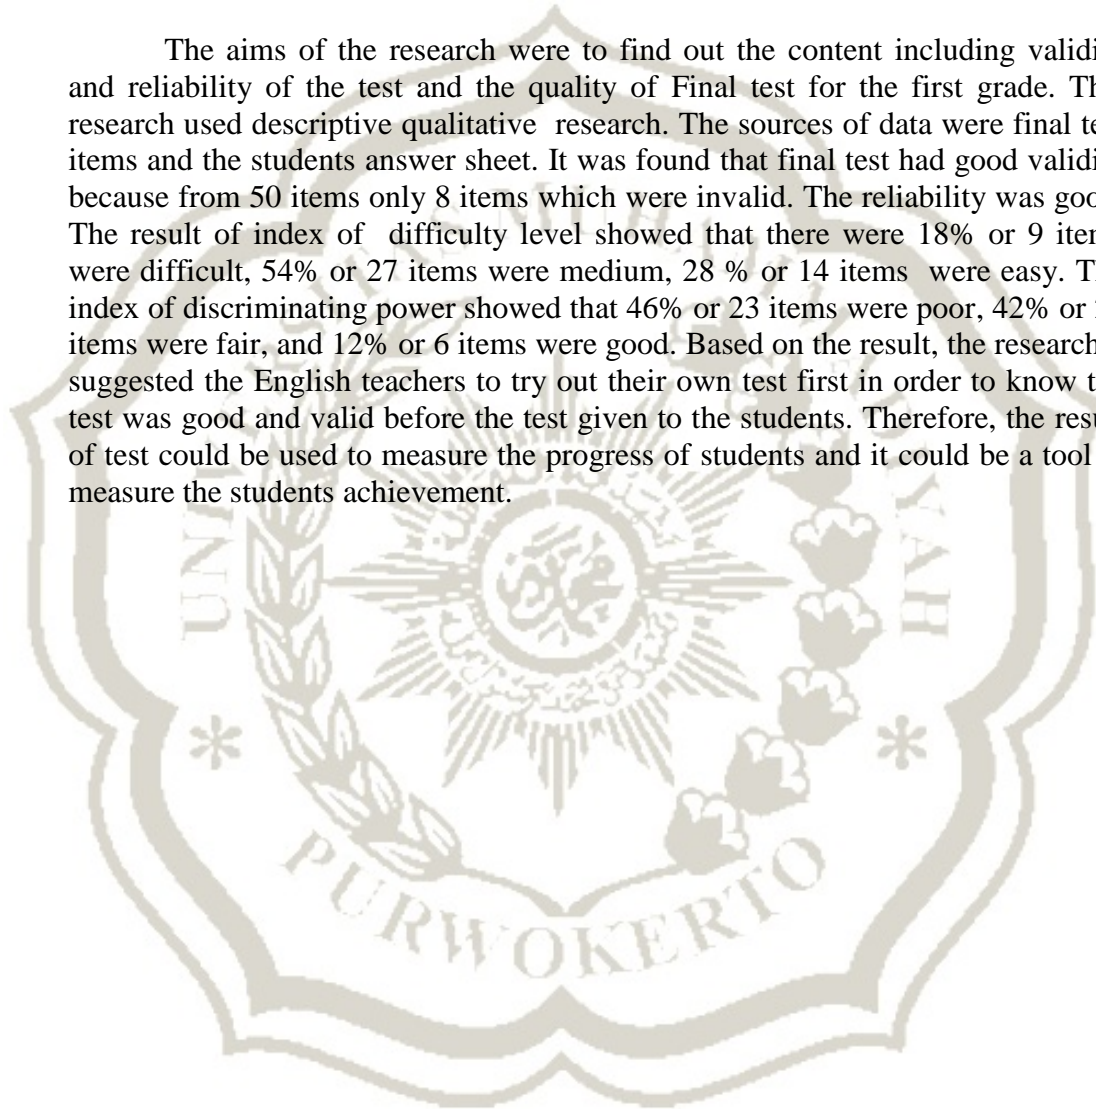 The aims of the research were to find out the content including
and reliability of the test and the quality of Final test for the first grade.
research used descriptive qualitative research. The sources of data were final
items and the students answer sheet. It was found that final test had good
because from 50 items only 8 items which were invalid. The reliability was
The result of index of difficulty level showed that there were 18% or 9
were difficult, 54% or 27 items were medium, 28 % or 14 items were easy.
index of discriminating power showed that 46% or 23 items were poor, 42% or
items were fair, and 12% or 6 items were good. Based on the result, the
suggested the English teachers to try out their own test first in order to know
test was good and valid before the test given to the students. Therefore, the
of test could be used to measure the progress of students and it could be a tool
measure the students achievement.
PURWOKERTO